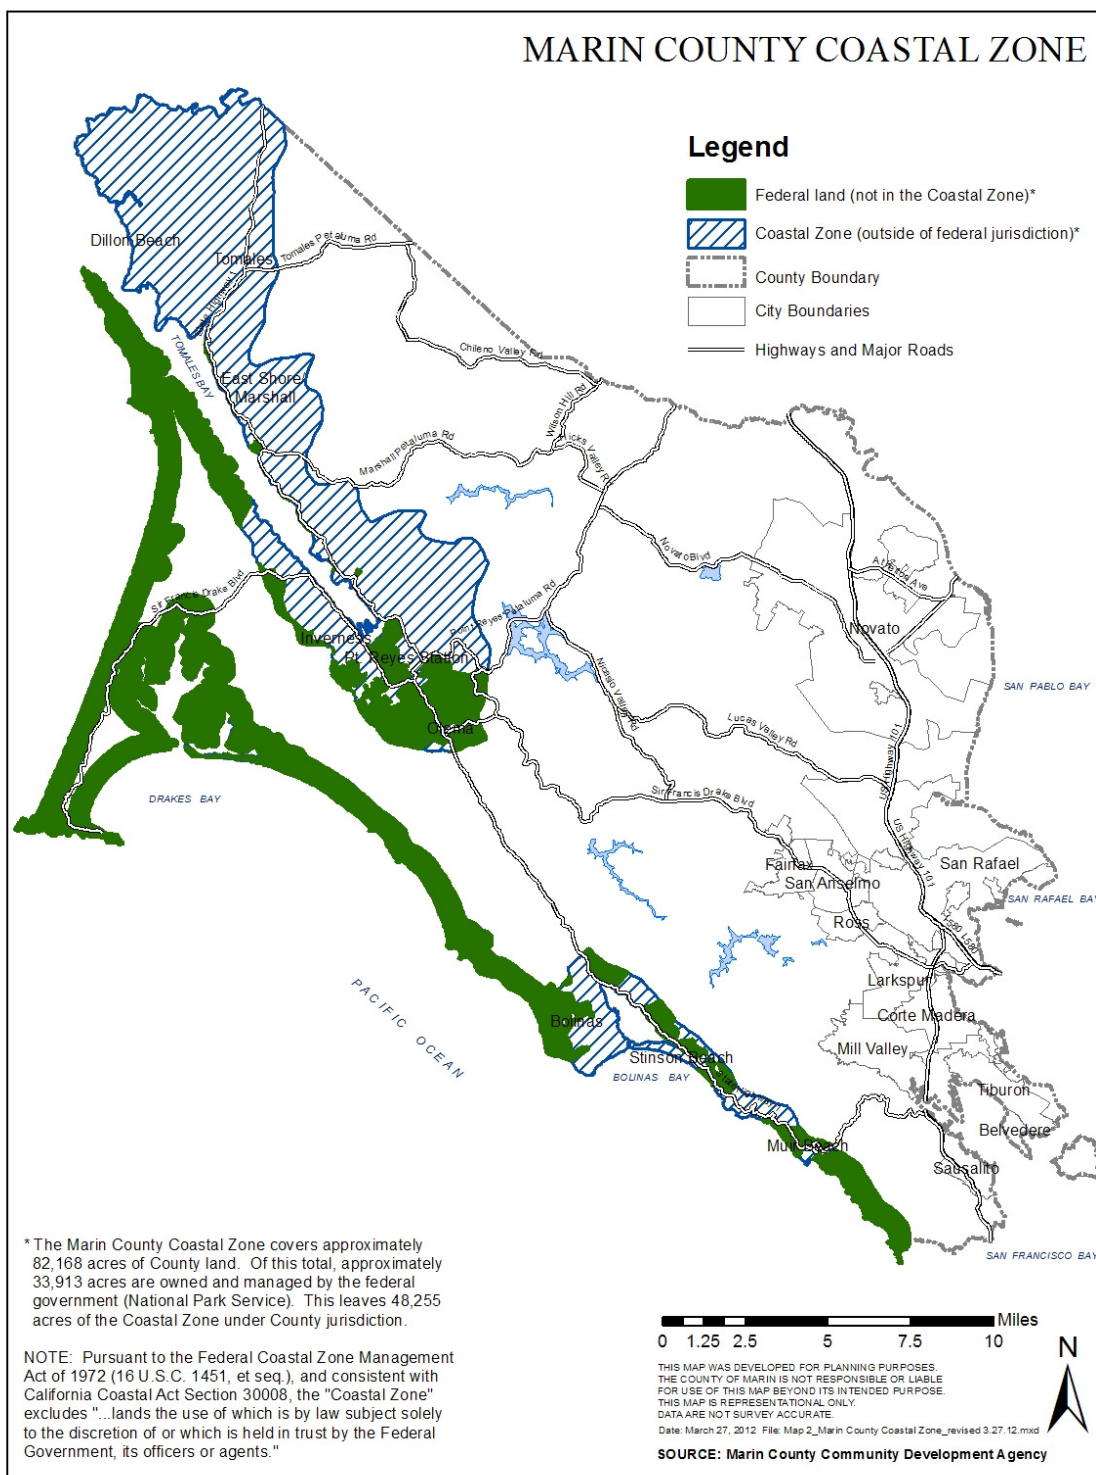 MARIN COUNTY COASTAL ZONE
Legend
Federal land (not in the Coastal Zone)*
Coastal Zone (outside of federal jurisdiction)*
County Boundary
City Boundaries
Highways and Major Roads
Dillon Beach
Tomales
Tomales Petaluma Rd
State Highway 1
TOMALES BAY
Chileno Valley Rd
East Shore/
Marshall
Wilson Hill Rd
Hicks Valley Rd
Marshall Petaluma Rd
Novato Blvd
Atherton Ave
Sir Francis Drake Blvd
Point Reyes Petaluma Rd
Novato
Inverness
Pt. Reyes Station
SAN PABLO BAY
Nicasio Valley Rd
Olema
Lucas Valley Rd
US Highway 101
DRAKES BAY
Sir Francis Drake Blvd
US Highway 101
Fairfax
San Rafael
San Anselmo
SAN RAFAEL BAY
Ross
I-580 I-580
Larkspur
PACIFIC OCEAN
Bolinas
Corte Madera
Mill Valley
Stinson Beach
BOLINAS BAY
Tiburon
Belvedere
Muir Beach
Sausalito
SAN FRANCISCO BAY
* The Marin County Coastal Zone covers approximately
82,168 acres of County land. Of this total, approximately
33,913 acres are owned and managed by the federal
government (National Park Service). This leaves 48,255
acres of the Coastal Zone under County jurisdiction.
NOTE: Pursuant to the Federal Coastal Zone Management
Act of 1972 (16 U.S.C. 1451, et seq.), and consistent with
California Coastal Act Section 30008, the "Coastal Zone"
excludes "...lands the use of which is by law subject solely
to the discretion of or which is held in trust by the Federal
Government, its officers or agents."
Miles
0 1.25 2.5 5 7.5 10
N
THIS MAP WAS DEVELOPED FOR PLANNING PURPOSES.
THE COUNTY OF MARIN IS NOT RESPONSIBLE OR LIABLE
FOR USE OF THIS MAP BEYOND ITS INTENDED PURPOSE.
THIS MAP IS REPRESENTATIONAL ONLY.
DATA ARE NOT SURVEY ACCURATE.
Date: March 27, 2012 File: Map 2_Marin County Coastal Zone_revised 3.27.12.mxd
SOURCE: Marin County Community Development Agency